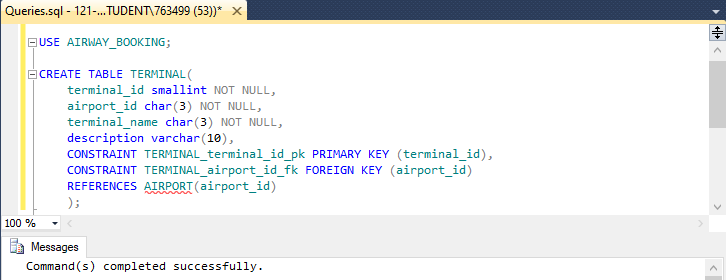 Queries.sql - 121-...TUDENT\763499 (53))*
USE AIRWAY_BOOKING;
CREATE TABLE TERMINAL(
terminal_id smallint NOT NULL,
airport_id char(3) NOT NULL,
terminal_name char(3) NOT NULL,
description varchar(10),
CONSTRAINT TERMINAL_terminal_id_pk PRIMARY KEY (terminal_id),
CONSTRAINT TERMINAL_airport_id_fk FOREIGN KEY (airport_id)
REFERENCES AIRPORT(airport_id)
);
100 %
Messages
Command(s) completed successfully.